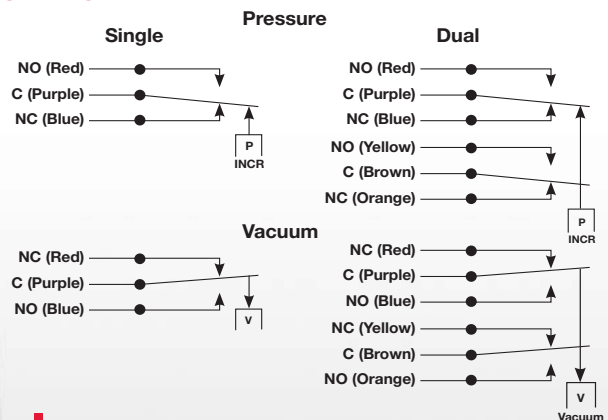 Pressure
Single
NO (Red)
C (Purple)
NC (Blue)
P
INCR
Dual
NO (Red)
C (Purple)
NC (Blue)
NO (Yellow)
C (Brown)
NC (Orange)
P
INCR
Vacuum
NC (Red)
C (Purple)
NO (Blue)
V
NC (Red)
C (Purple)
NO (Blue)
NC (Yellow)
C (Brown)
NO (Orange)
V
Vacuum